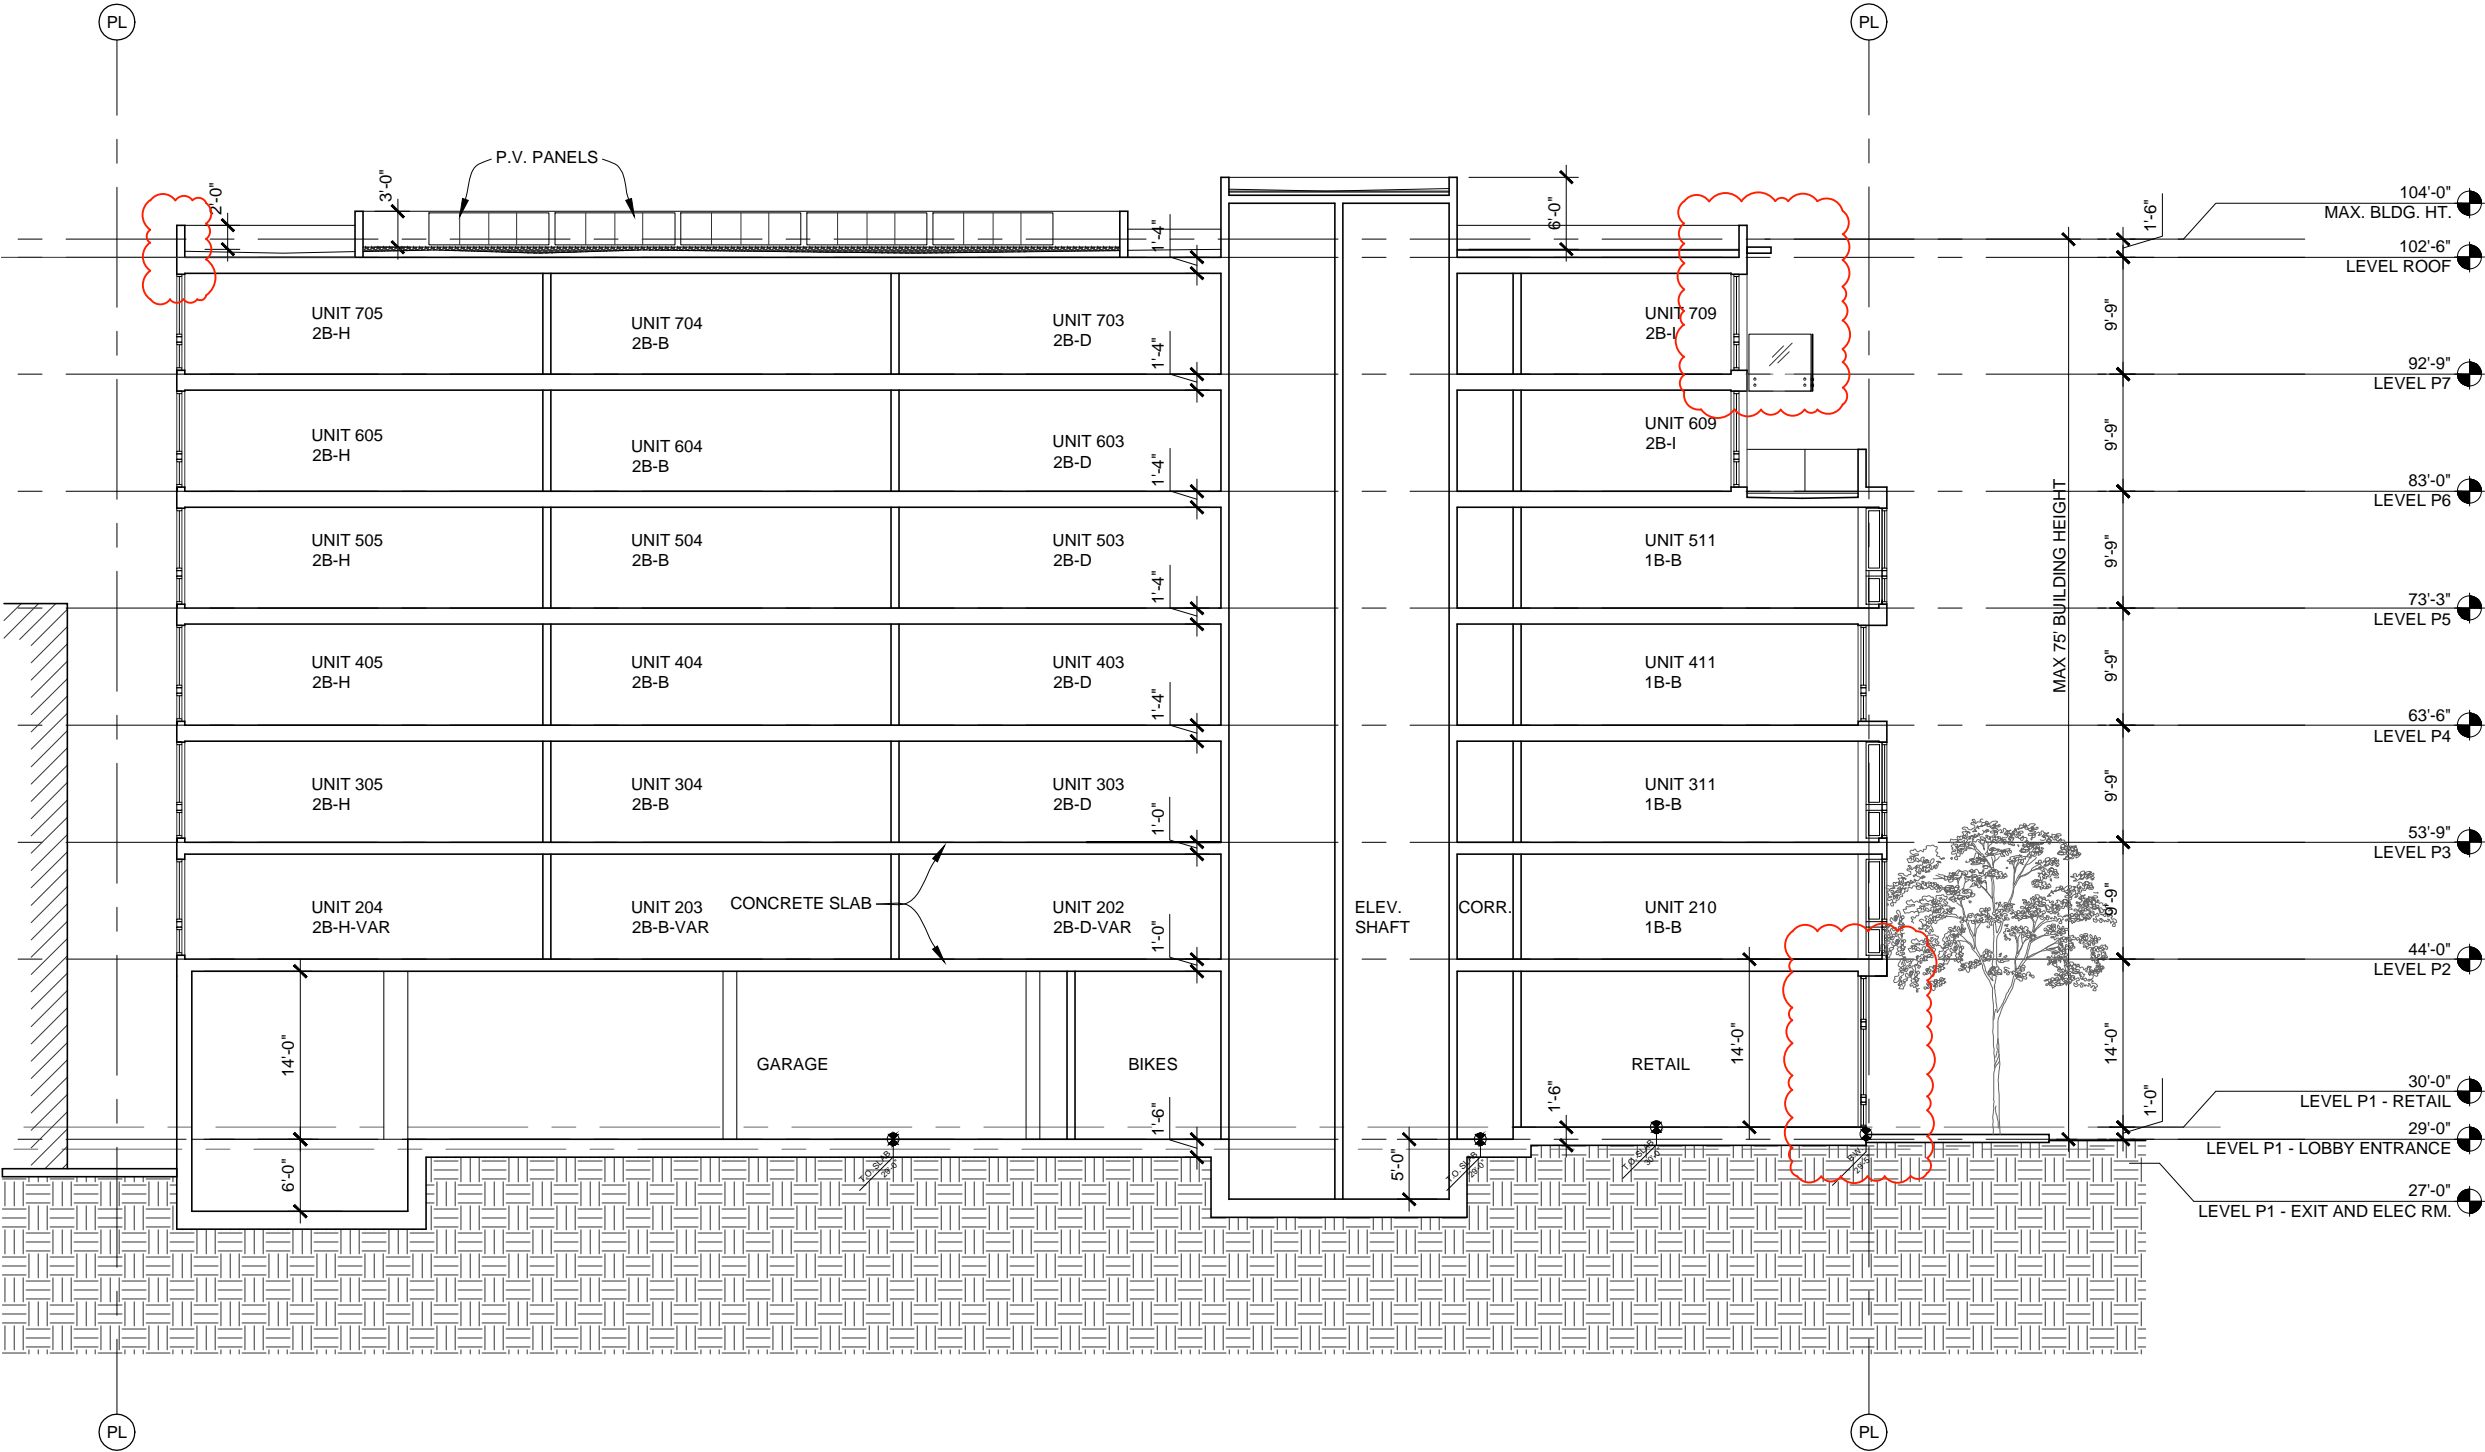 PL
PL
P.V. PANELS
2'-0"
3'-0"
1'-4"
6'-0"
1'-6"
104'-0"
MAX. BLDG. HT.
102'-6"
LEVEL ROOF
UNIT 705
2B-H
UNIT 704
2B-B
UNIT 703
2B-D
1'-4"
UNIT 709
2B-I
9'-9"
92'-9"
LEVEL P7
UNIT 605
2B-H
UNIT 604
2B-B
UNIT 603
2B-D
1'-4"
UNIT 609
2B-I
9'-9"
83'-0"
LEVEL P6
UNIT 505
2B-H
UNIT 504
2B-B
UNIT 503
2B-D
1'-4"
UNIT 511
1B-B
MAX 75' BUILDING HEIGHT
9'-9"
73'-3"
LEVEL P5
UNIT 405
2B-H
UNIT 404
2B-B
UNIT 403
2B-D
1'-4"
UNIT 411
1B-B
9'-9"
63'-6"
LEVEL P4
UNIT 305
2B-H
UNIT 304
2B-B
UNIT 303
2B-D
1'-0"
UNIT 311
1B-B
9'-9"
53'-9"
LEVEL P3
UNIT 204
2B-H-VAR
UNIT 203
2B-B-VAR
CONCRETE SLAB
UNIT 202
2B-D-VAR
1'-0"
ELEV.
SHAFT
CORR.
UNIT 210
1B-B
9'-9"
44'-0"
LEVEL P2
14'-0"
GARAGE
BIKES
1'-6"
1'-6"
RETAIL
14'-0"
14'-0"
1'-0"
30'-0"
LEVEL P1 - RETAIL
29'-0"
LEVEL P1 - LOBBY ENTRANCE
27'-0"
LEVEL P1 - EXIT AND ELEC RM.
6'-0"
T.O. SLAB
29'-0"
5'-0"
T.O. SLAB
29'-0"
T.O. SLAB
30'-0"
PL
PL